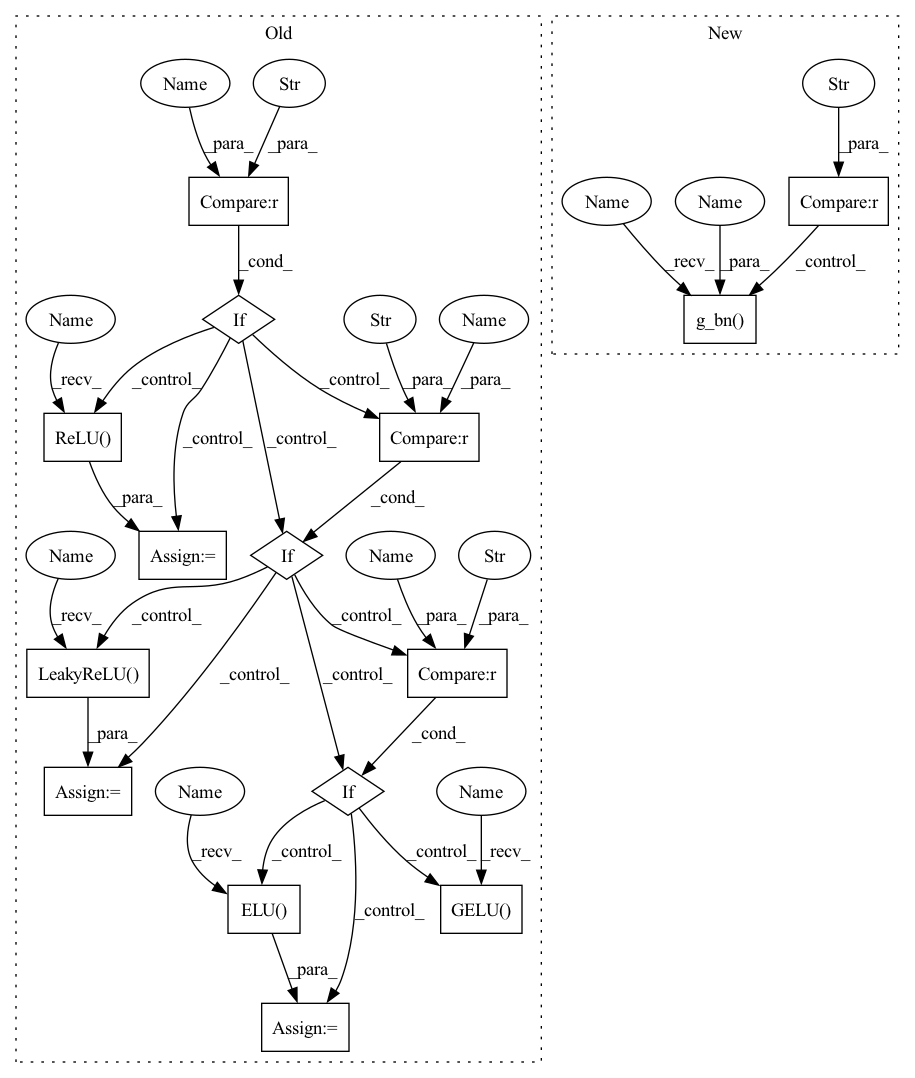 Old
New
Name
Str
Str
_para_
_para_
_para_
Compare:r
Name
Name
Compare:r
_cond_
_recv_
_para_
_control_
Name
If
Str
Name
g_bn()
_recv_
_control_
_control_
_para_
_para_
ReLU()
_control_
_control_
Compare:r
_para_
_cond_
Name
Assign:=
If
Name
Str
_recv_
_control_
_control_
_para_
_para_
LeakyReLU()
_control_
_control_
Compare:r
_para_
_cond_
Assign:=
Name
If
Name
_recv_
_control_
_control_
_recv_
ELU()
_control_
GELU()
_para_
Assign:=